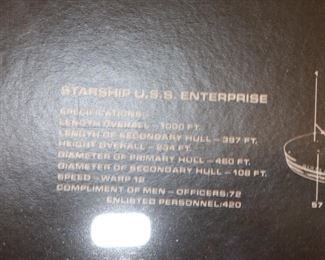 STARSHIP U.S.S. ENTERPRISE
SPECIFICATIONS:
LENGTH OVERALL – 1000 FT.
LENGTH OF SECONDARY HULL – 397 FT.
HEIGHT OVERALL – 234 FT.
DIAMETER OF PRIMARY HULL – 460 FT.
DIAMETER OF SECONDARY HULL – 108 FT.
SPEED – WARP 12
COMPLIMENT OF MEN – OFFICERS:72
ENLISTED PERSONNEL:420
57